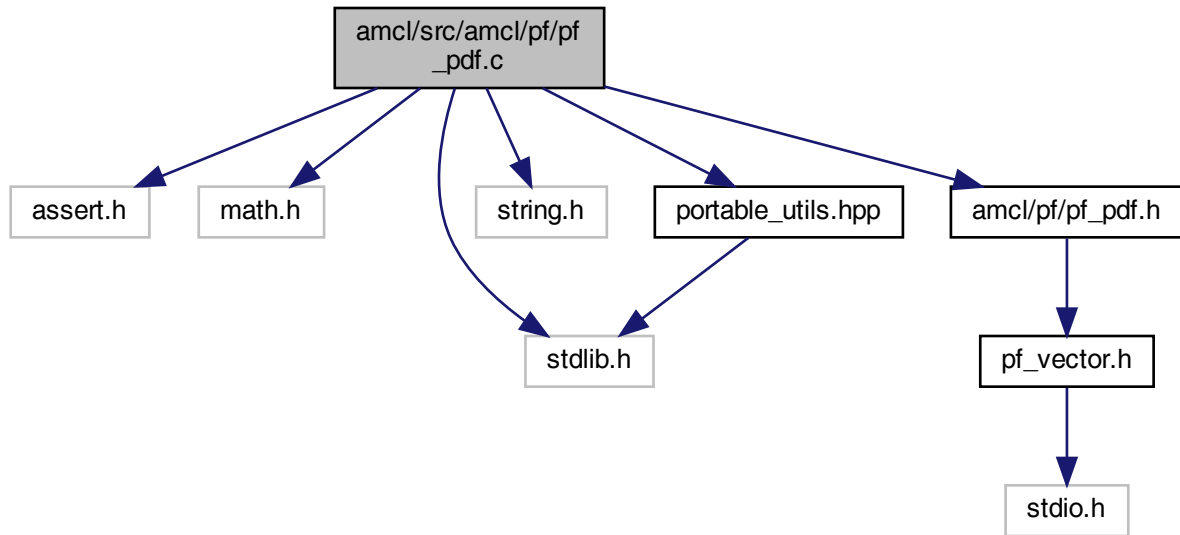 amcl/src/amcl/pf/pf
_pdf.c
assert.h
math.h
string.h
portable_utils.hpp
amcl/pf/pf_pdf.h
stdlib.h
pf_vector.h
stdio.h